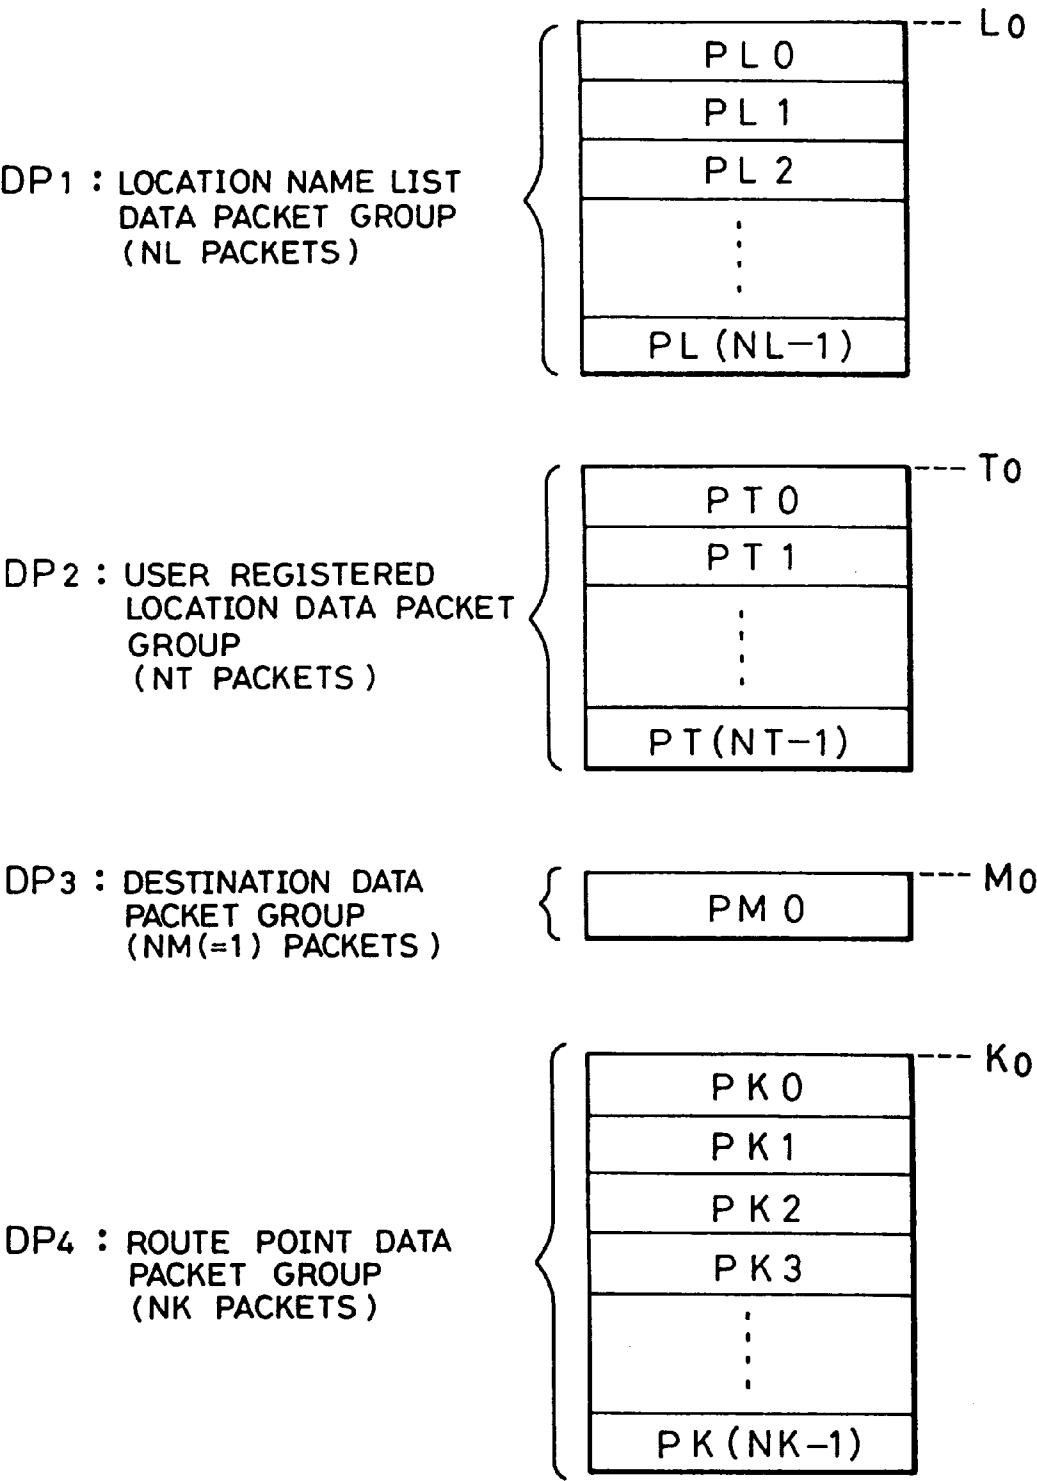 --- L0
PL0
PL1
DP1 : LOCATION NAME LIST
DATA PACKET GROUP
(NL PACKETS)
PL2
PL(NL-1)
--- T0
PT0
PT1
DP2 : USER REGISTERED
LOCATION DATA PACKET
GROUP
(NT PACKETS)
PT(NT-1)
--- M0
DP3 : DESTINATION DATA
PACKET GROUP
(NM(=1) PACKETS)
PM0
--- K0
PK0
PK1
PK2
DP4 : ROUTE POINT DATA
PACKET GROUP
(NK PACKETS)
PK3
PK(NK-1)